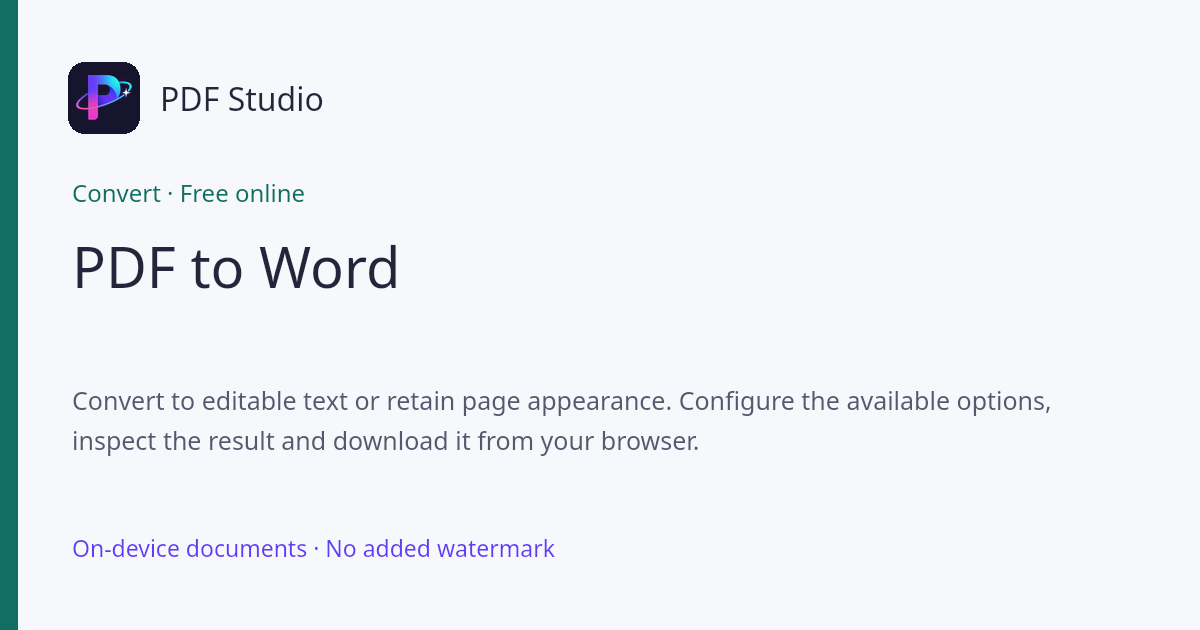 PDF Studio
Convert · Free online
PDF to Word
Convert to editable text or retain page appearance. Configure the available options,
inspect the result and download it from your browser.
On-device documents · No added watermark